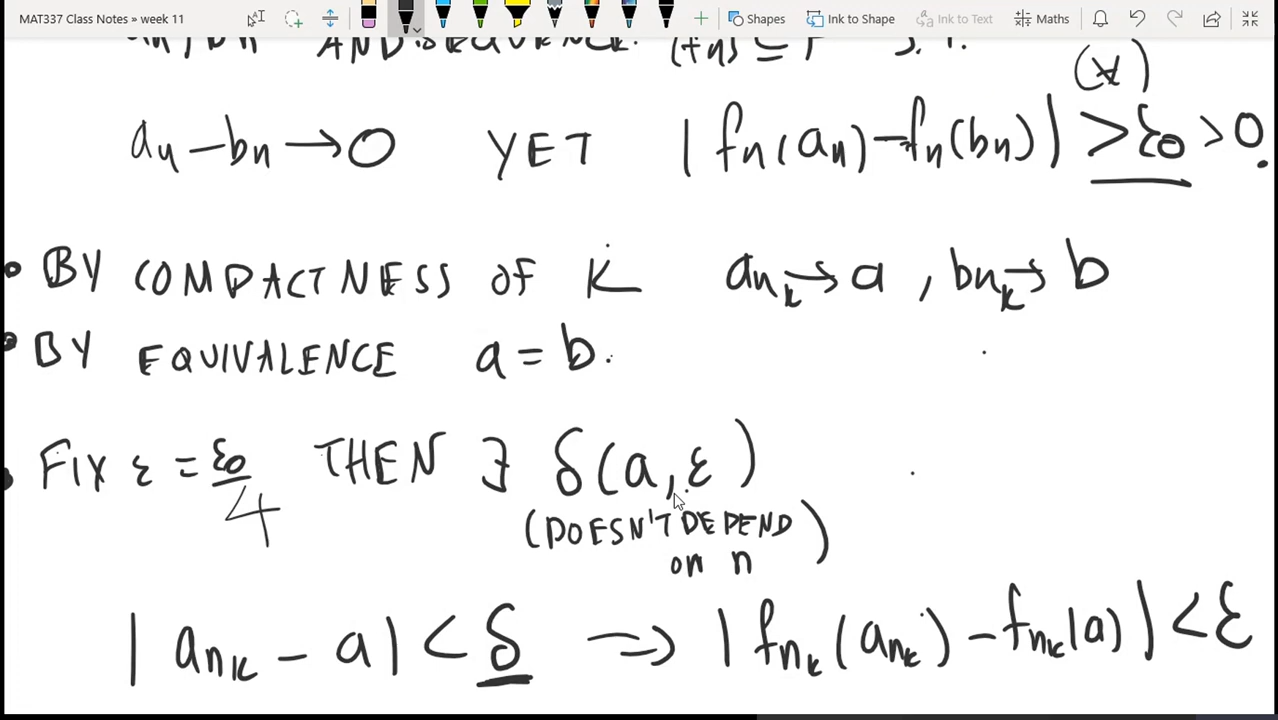 MAT337 Class Notes » week 11
Shapes Ink to Shape Ink to Text Maths
AND SEQUENCE. (fn) ⊆ F S.T.
(*)
an − bn → 0 YET | fn(an) − fn(bn) | > ε0 > 0.
• BY COMPACTNESS OF K ank → a , bnk → b
• BY EQUIVALENCE a = b.
• FIX ε = ε0/4 THEN ∃ δ(a, ε)
(DOESN'T DEPEND
on n)
| ank − a | < δ ⟹ | fnk(ank) − fnk(a) | < ε